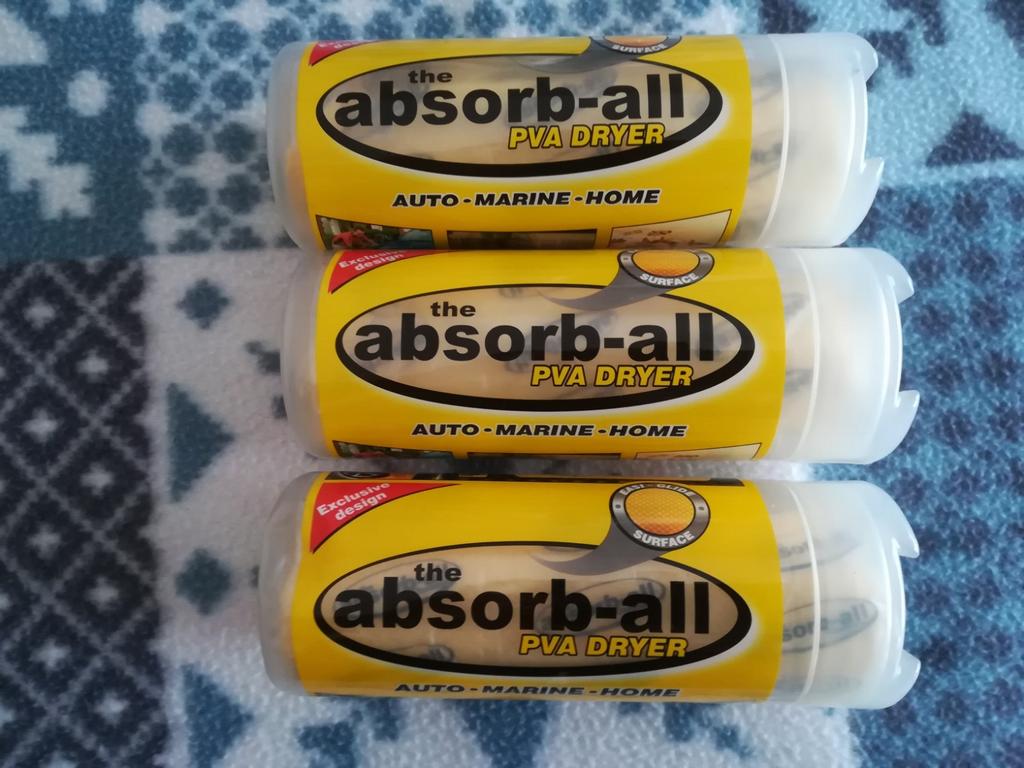 SURFACE
the
absorb-all
PVA DRYER
AUTO - MARINE - HOME
Exclusive
design
SURFACE
the
absorb-all
PVA DRYER
AUTO - MARINE - HOME
Exclusive
design
EASI - GLIDE
SURFACE
the
absorb-all
PVA DRYER
AUTO - MARINE - HOME